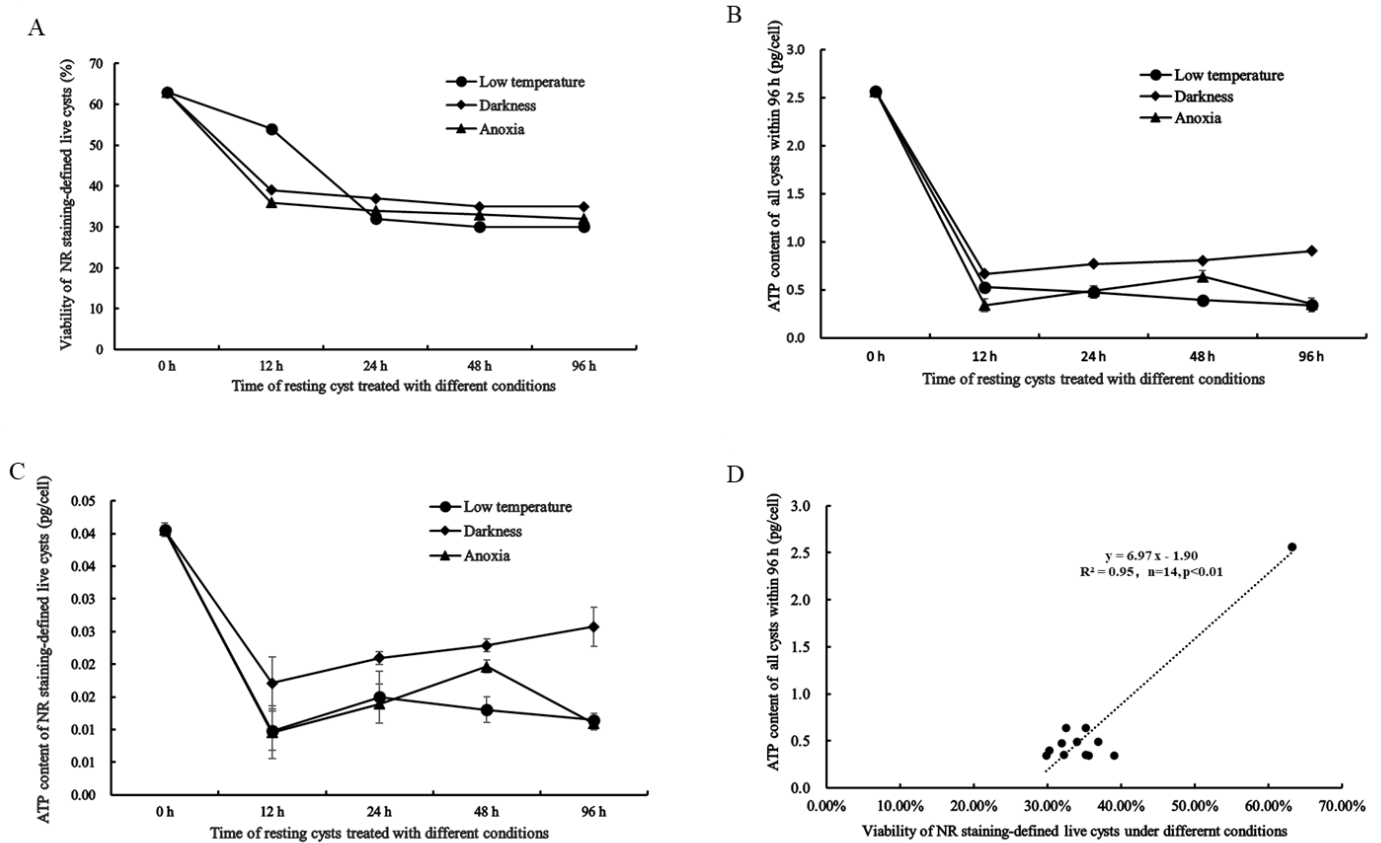 A
Viability of NR staining-defined live cysts (%)
70
60
50
40
30
20
10
0
Low temperature
Darkness
Anoxia
0 h
12 h
24 h
48 h
96 h
Time of resting cyst treated with different conditions
B
ATP content of all cysts within 96 h (pg/cell)
3.0
2.5
2.0
1.5
1.0
0.5
0.0
Low temperature
Darkness
Anoxia
0 h
12 h
24 h
48 h
96 h
Time of resting cysts treated with different conditions
C
ATP content of NR staining-defined live cysts (pg/cell)
0.05
0.04
0.04
0.03
0.03
0.02
0.02
0.01
0.01
0.00
Low temperature
Darkness
Anoxia
0 h
12 h
24 h
48 h
96 h
Time of resting cysts treated with different conditions
D
ATP content of all cysts within 96 h (pg/cell)
3.0
2.5
2.0
1.5
1.0
0.5
0.0
y = 6.97 x - 1.90
R² = 0.95, n=14,p<0.01
0.00%
10.00%
20.00%
30.00%
40.00%
50.00%
60.00%
70.00%
Viability of NR staining-defined live cysts under differernt conditions